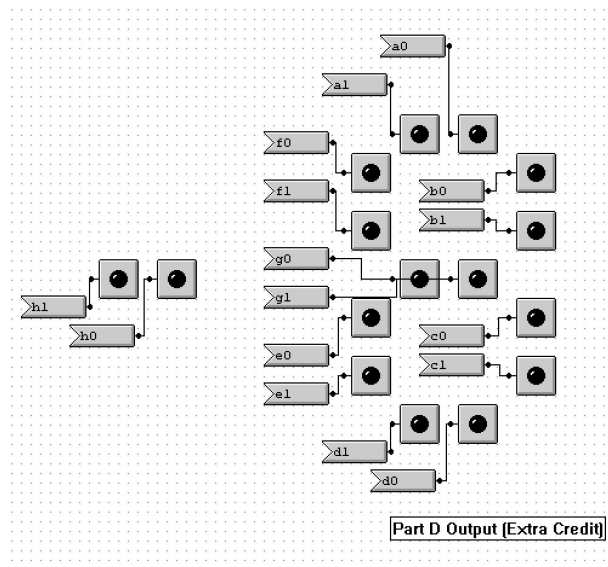 a0
a1
f0
f1
b0
b1
g0
g1
h1
h0
e0
e1
c0
c1
d1
d0
Part D Output (Extra Credit)